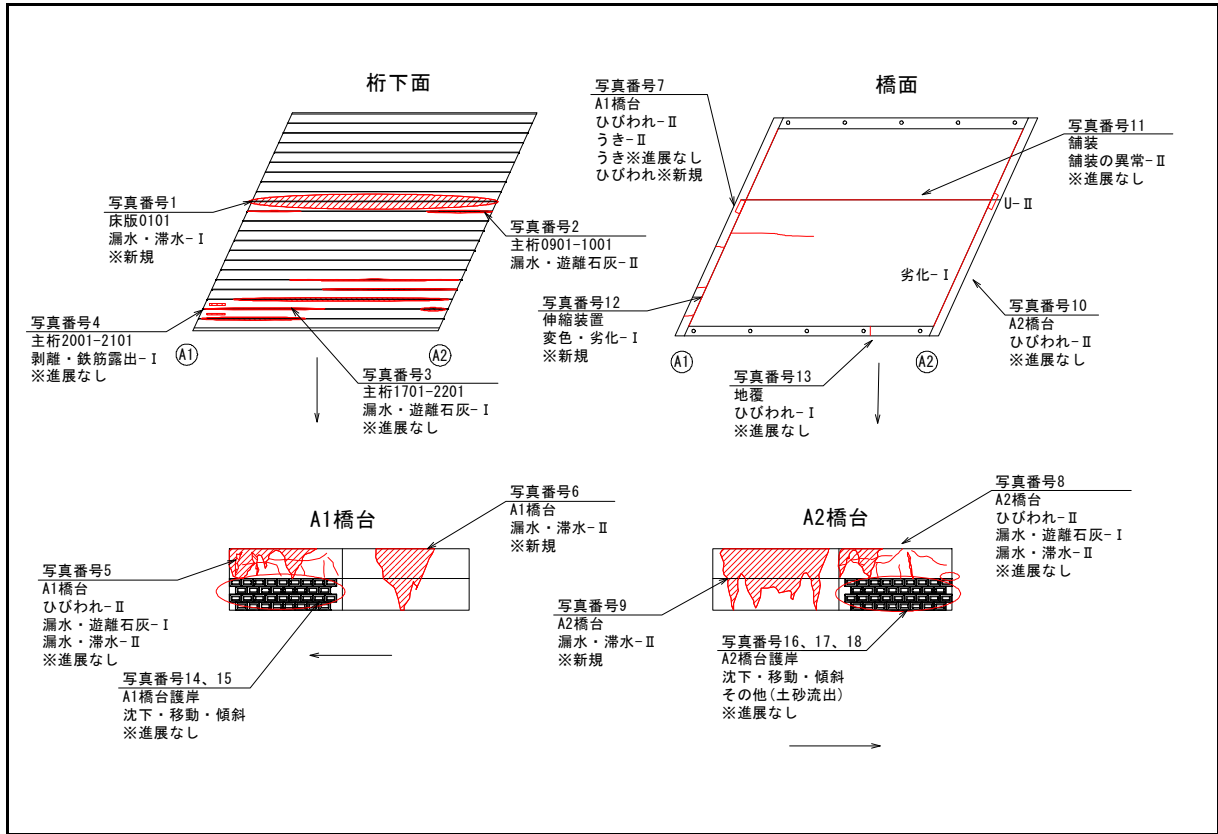 桁下面
写真番号1
床版0101
漏水・滞水-Ⅰ
※新規
写真番号2
主桁0901-1001
漏水・遊離石灰-Ⅱ
写真番号4
主桁2001-2101
剥離・鉄筋露出-Ⅰ
※進展なし
A1
A2
写真番号3
主桁1701-2201
漏水・遊離石灰-Ⅰ
※進展なし
橋面
写真番号7
A1橋台
ひびわれ-Ⅱ
うき-Ⅱ
うき※進展なし
ひびわれ※新規
写真番号11
舗装
舗装の異常-Ⅱ
※進展なし
U-Ⅱ
劣化-Ⅰ
写真番号12
伸縮装置
変色・劣化-Ⅰ
※新規
写真番号10
A2橋台
ひびわれ-Ⅱ
※進展なし
A1
A2
写真番号13
地覆
ひびわれ-Ⅰ
※進展なし
A1橋台
写真番号6
A1橋台
漏水・滞水-Ⅱ
※新規
写真番号5
A1橋台
ひびわれ-Ⅱ
漏水・遊離石灰-Ⅰ
漏水・滞水-Ⅱ
※進展なし
写真番号14、15
A1橋台護岸
沈下・移動・傾斜
※進展なし
A2橋台
写真番号8
A2橋台
ひびわれ-Ⅱ
漏水・遊離石灰-Ⅰ
漏水・滞水-Ⅱ
※進展なし
写真番号9
A2橋台
漏水・滞水-Ⅱ
※新規
写真番号16、17、18
A2橋台護岸
沈下・移動・傾斜
その他(土砂流出)
※進展なし